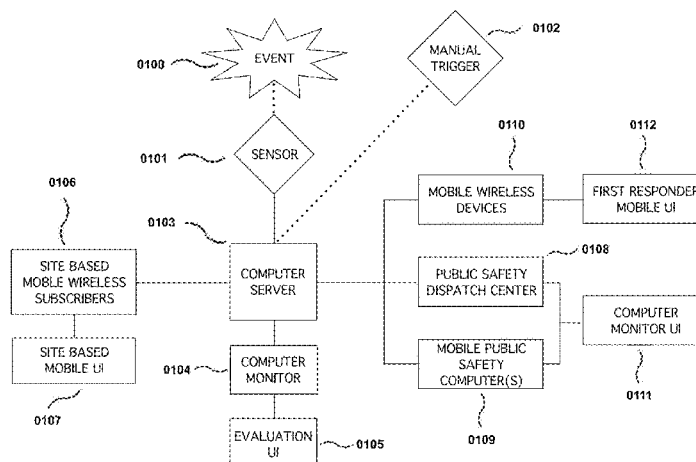 0102
MANUAL
TRIGGER
0100
EVENT
0101
SENSOR
0110
0112
0106
MOBILE WIRELESS
DEVICES
FIRST RESPONDER
MOBILE UI
0103
0108
SITE BASED
MOBLE WIRELESS
SUBSCRIBERS
COMPUTER
SERVER
PUBLIC SAFETY
DISPATCH CENTER
COMPUTER
MONITOR UI
SITE BASED
MOBILE UI
0104
COMPUTER
MONITOR
MOBILE PUBLIC
SAFETY
COMPUTER(S)
0107
0109
0111
EVALUATION
UI
0105